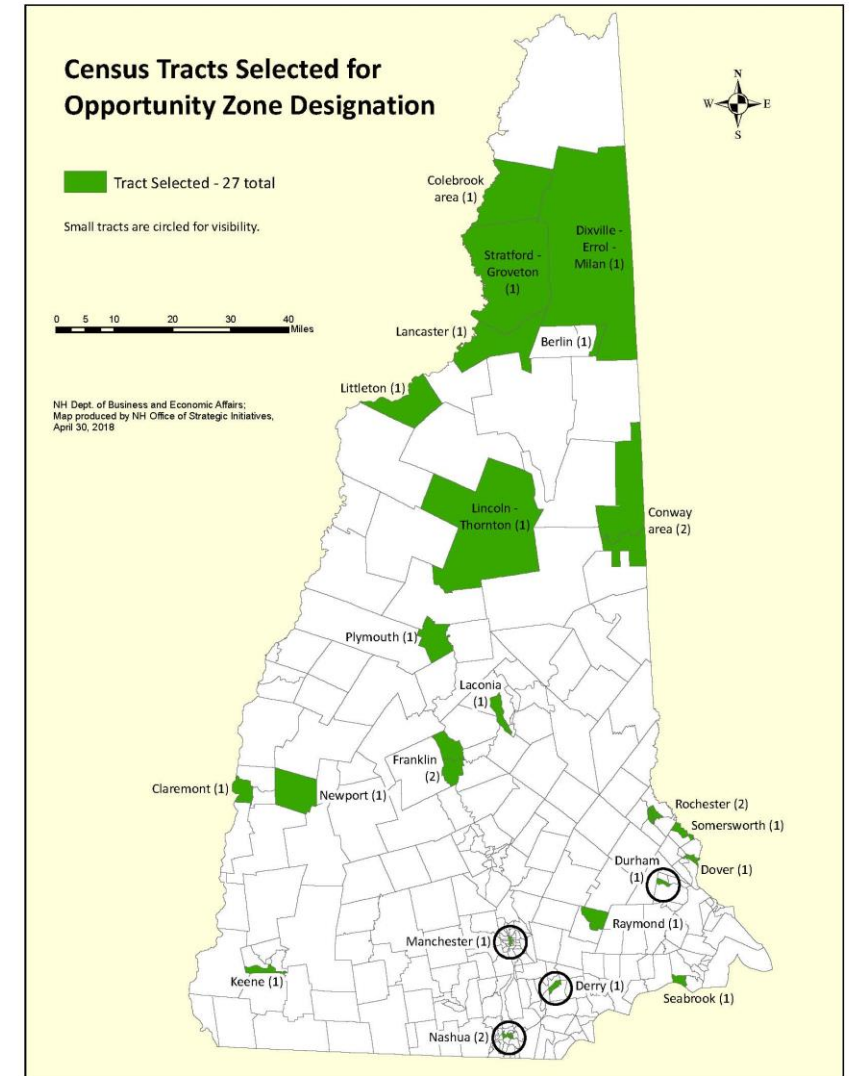 Census Tracts Selected for
Opportunity Zone Designation
N
W
E
S
Tract Selected - 27 total
Small tracts are circled for visibility.
0 5 10 20 30 40
Miles
NH Dept. of Business and Economic Affairs;
Map produced by NH Office of Strategic Initiatives,
April 30, 2018
Colebrook
area (1)
Dixville -
Errol -
Milan (1)
Stratford -
Groveton
(1)
Lancaster (1)
Berlin (1)
Littleton (1)
Lincoln -
Thornton (1)
Conway
area (2)
Plymouth (1)
Laconia
(1)
Franklin
(2)
Claremont (1)
Newport (1)
Rochester (2)
Somersworth (1)
Durham
(1)
Dover (1)
Raymond (1)
Manchester (1)
Keene (1)
Derry (1)
Seabrook (1)
Nashua (2)